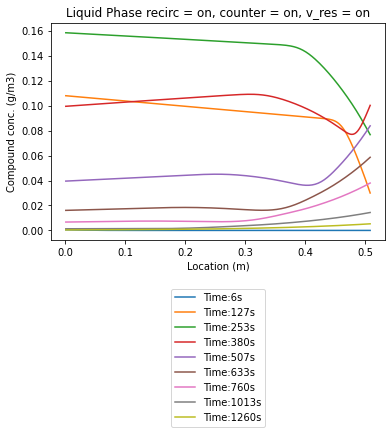 Liquid Phase recirc = on, counter = on, v_res = on
Compound conc. (g/m3)
0.16
0.14
0.12
0.10
0.08
0.06
0.04
0.02
0.00
0.0 0.1 0.2 0.3 0.4 0.5
Location (m)
Time:6s
Time:127s
Time:253s
Time:380s
Time:507s
Time:633s
Time:760s
Time:1013s
Time:1260s